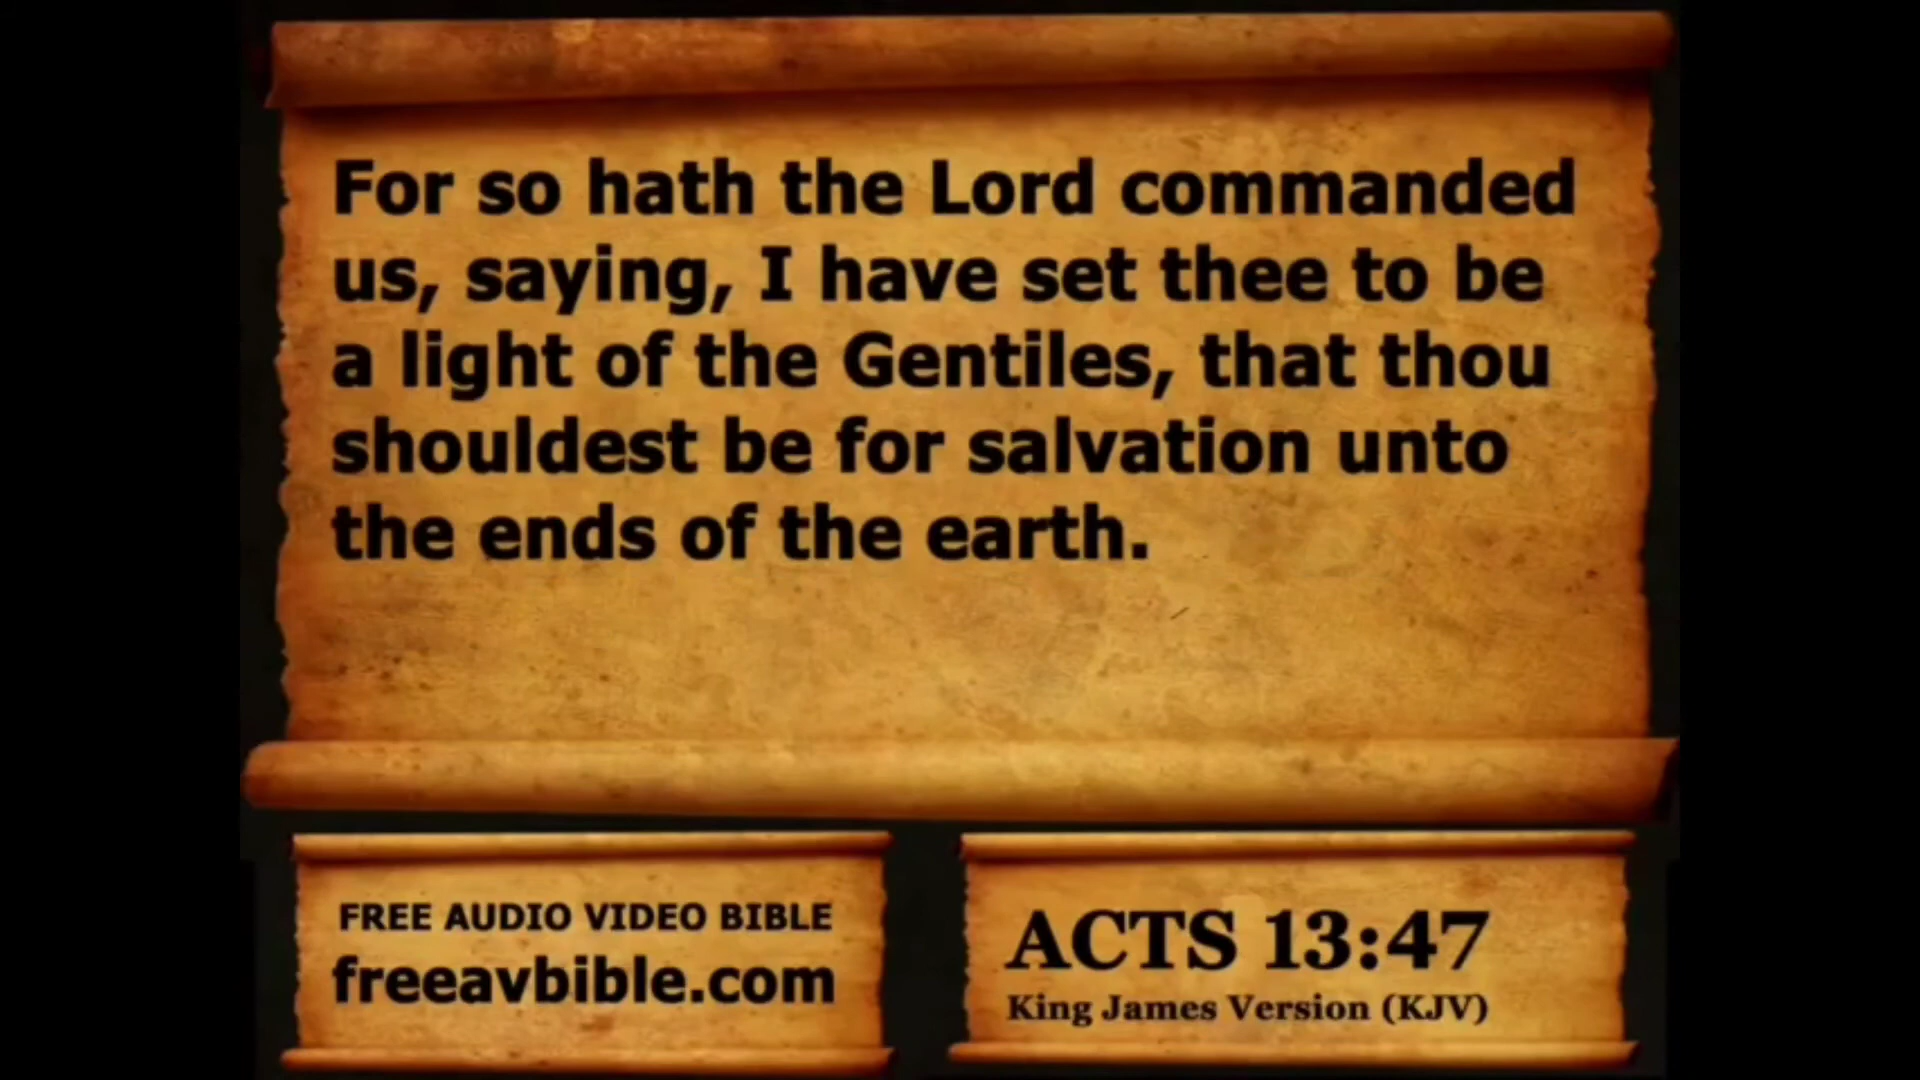 For so hath the Lord commanded
us, saying, I have set thee to be
a light of the Gentiles, that thou
shouldest be for salvation unto
the ends of the earth.
FREE AUDIO VIDEO BIBLE
freeavbible.com
ACTS 13:47
King James Version (KJV)